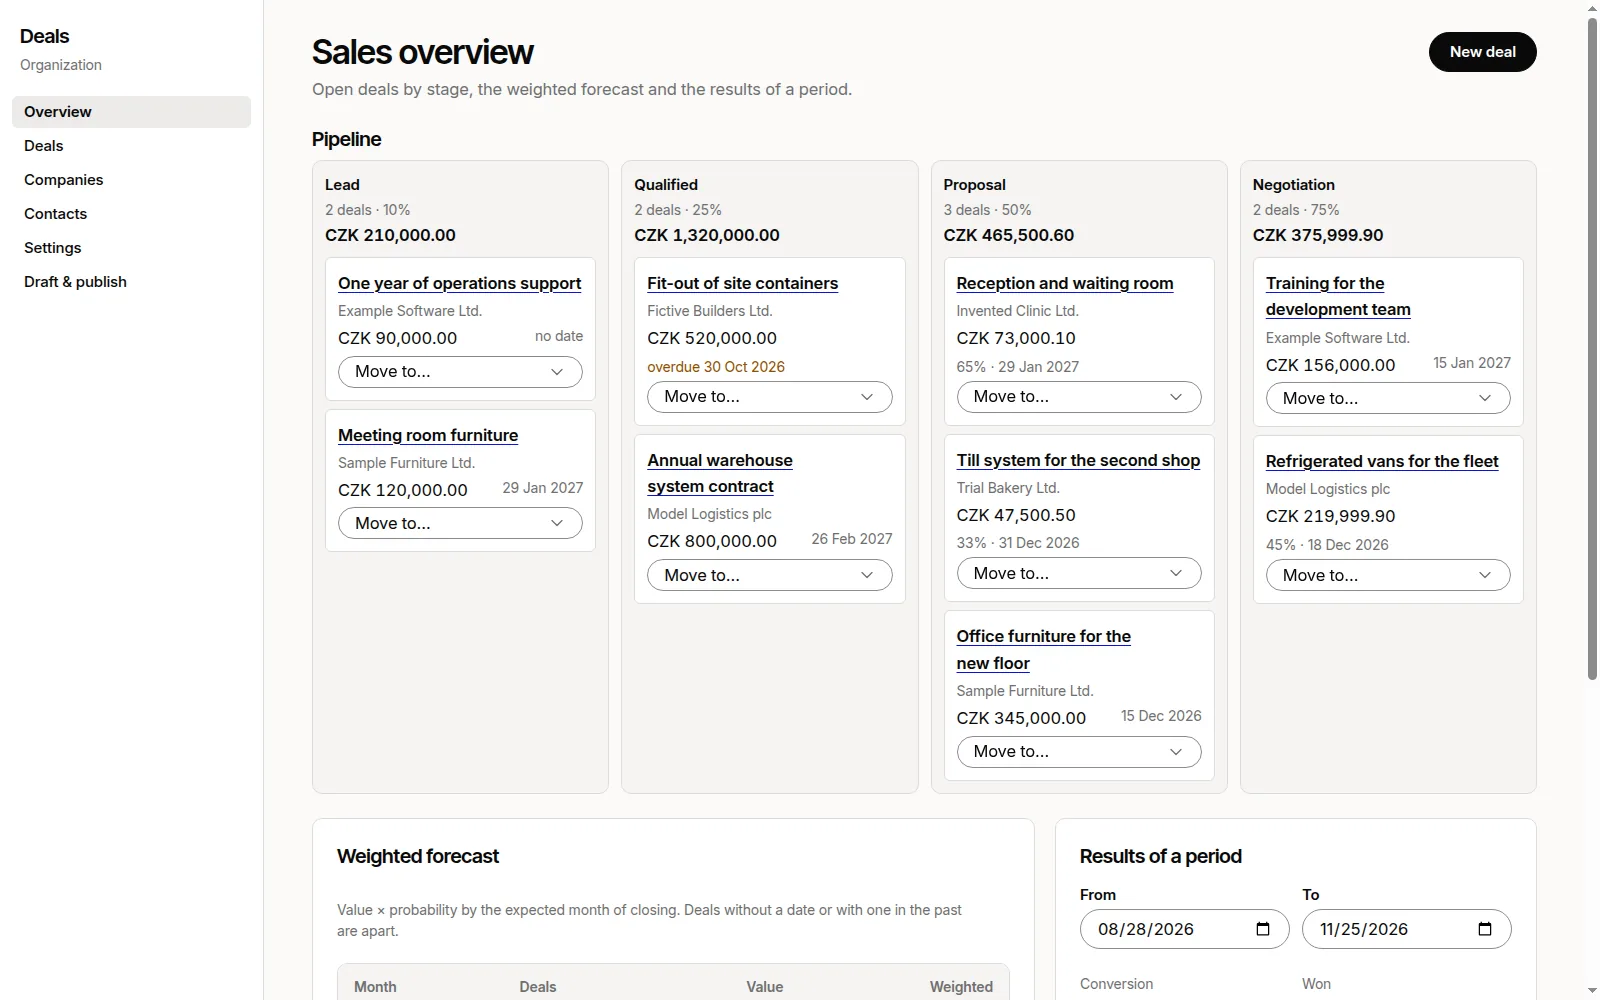 Deals
Organization
Overview
Deals
Companies
Contacts
Settings
Draft & publish
Sales overview
New deal
Open deals by stage, the weighted forecast and the results of a period.
Pipeline
Lead
2 deals · 10%
CZK 210,000.00
One year of operations support
Example Software Ltd.
CZK 90,000.00
no date
Move to...
Meeting room furniture
Sample Furniture Ltd.
CZK 120,000.00
29 Jan 2027
Move to...
Qualified
2 deals · 25%
CZK 1,320,000.00
Fit-out of site containers
Fictive Builders Ltd.
CZK 520,000.00
overdue 30 Oct 2026
Move to...
Annual warehouse
system contract
Model Logistics plc
CZK 800,000.00
26 Feb 2027
Move to...
Proposal
3 deals · 50%
CZK 465,500.60
Reception and waiting room
Invented Clinic Ltd.
CZK 73,000.10
65% · 29 Jan 2027
Move to...
Till system for the second shop
Trial Bakery Ltd.
CZK 47,500.50
33% · 31 Dec 2026
Move to...
Office furniture for the
new floor
Sample Furniture Ltd.
CZK 345,000.00
15 Dec 2026
Move to...
Negotiation
2 deals · 75%
CZK 375,999.90
Training for the
development team
Example Software Ltd.
CZK 156,000.00
15 Jan 2027
Move to...
Refrigerated vans for the fleet
Model Logistics plc
CZK 219,999.90
45% · 18 Dec 2026
Move to...
Weighted forecast
Value × probability by the expected month of closing. Deals without a date or with one in the past
are apart.
Month Deals Value Weighted
Results of a period
From To
08/28/2026 11/25/2026
Conversion Won